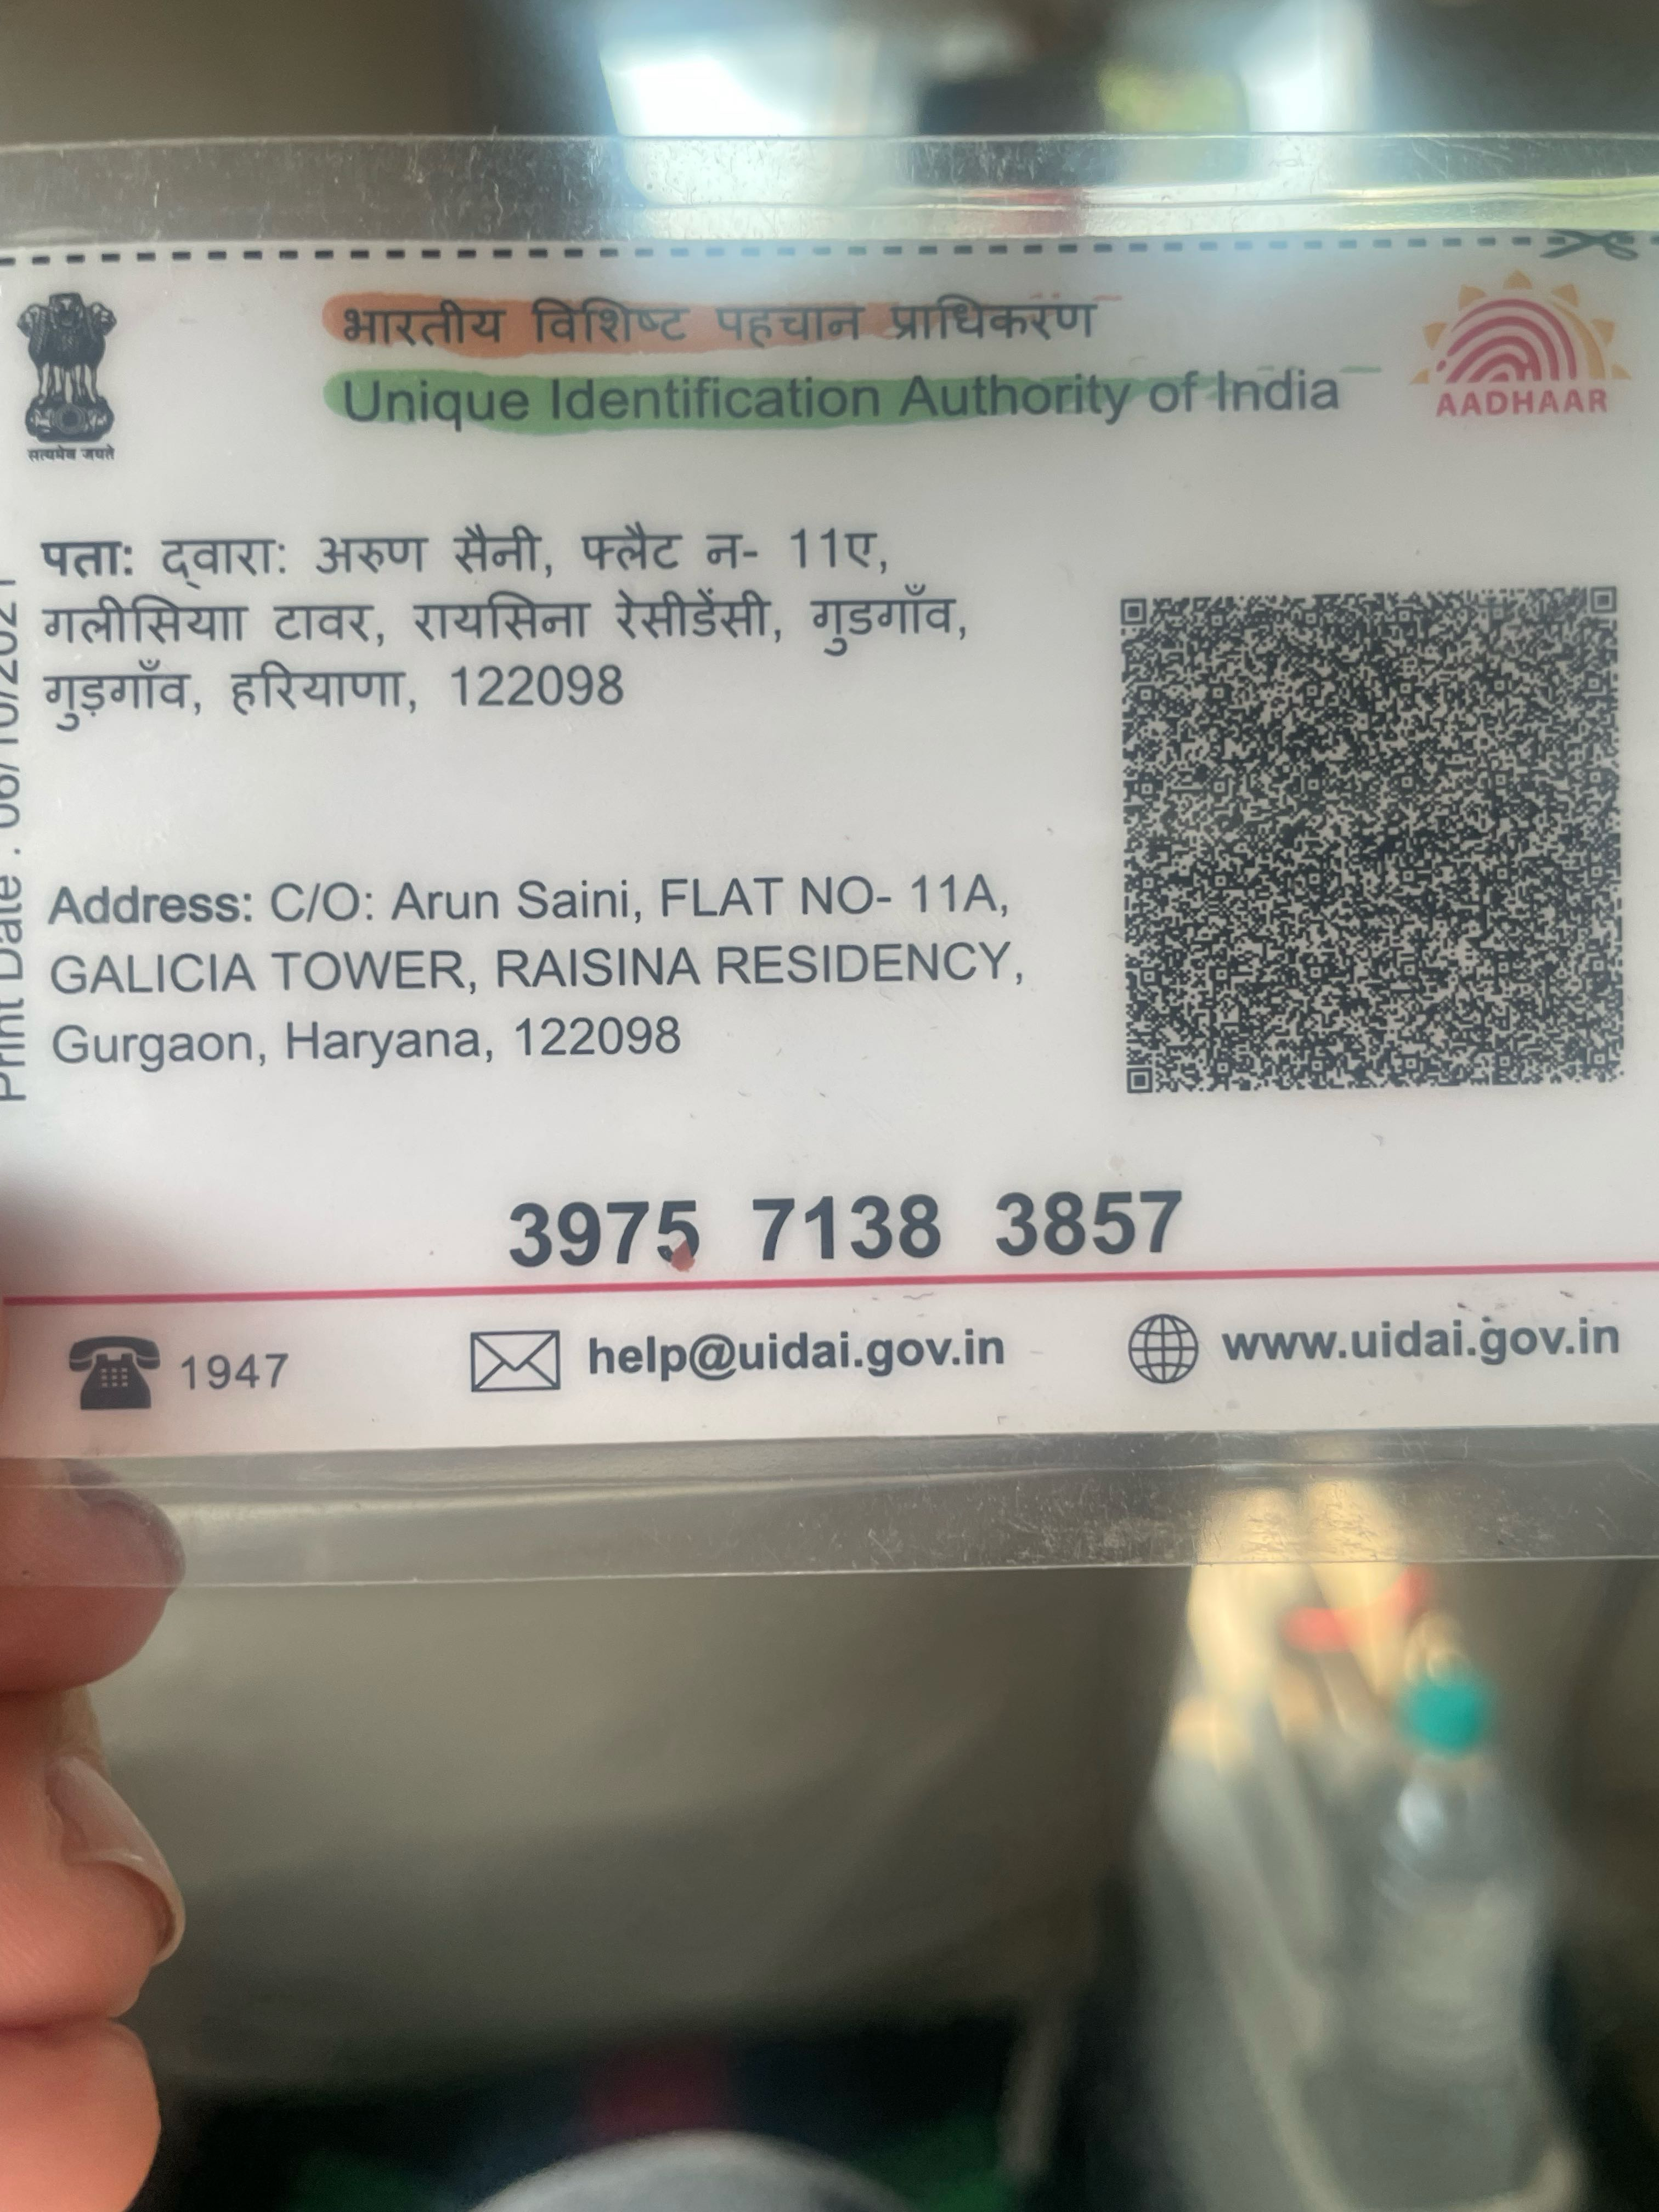 भारतीय विशिष्ट पहचान प्राधिकरण
Unique Identification Authority of India
AADHAAR
सत्यमेव जयते
पता: द्वारा: अरुण सैनी, फ्लैट न- 11ए,
गलीसियाा टावर, रायसिना रेसीडेंसी, गुडगाँव,
गुड़गाँव, हरियाणा, 122098
Address: C/O: Arun Saini, FLAT NO- 11A,
GALICIA TOWER, RAISINA RESIDENCY,
Gurgaon, Haryana, 122098
Print Date :
3975 7138 3857
1947
help@uidai.gov.in
www.uidai.gov.in